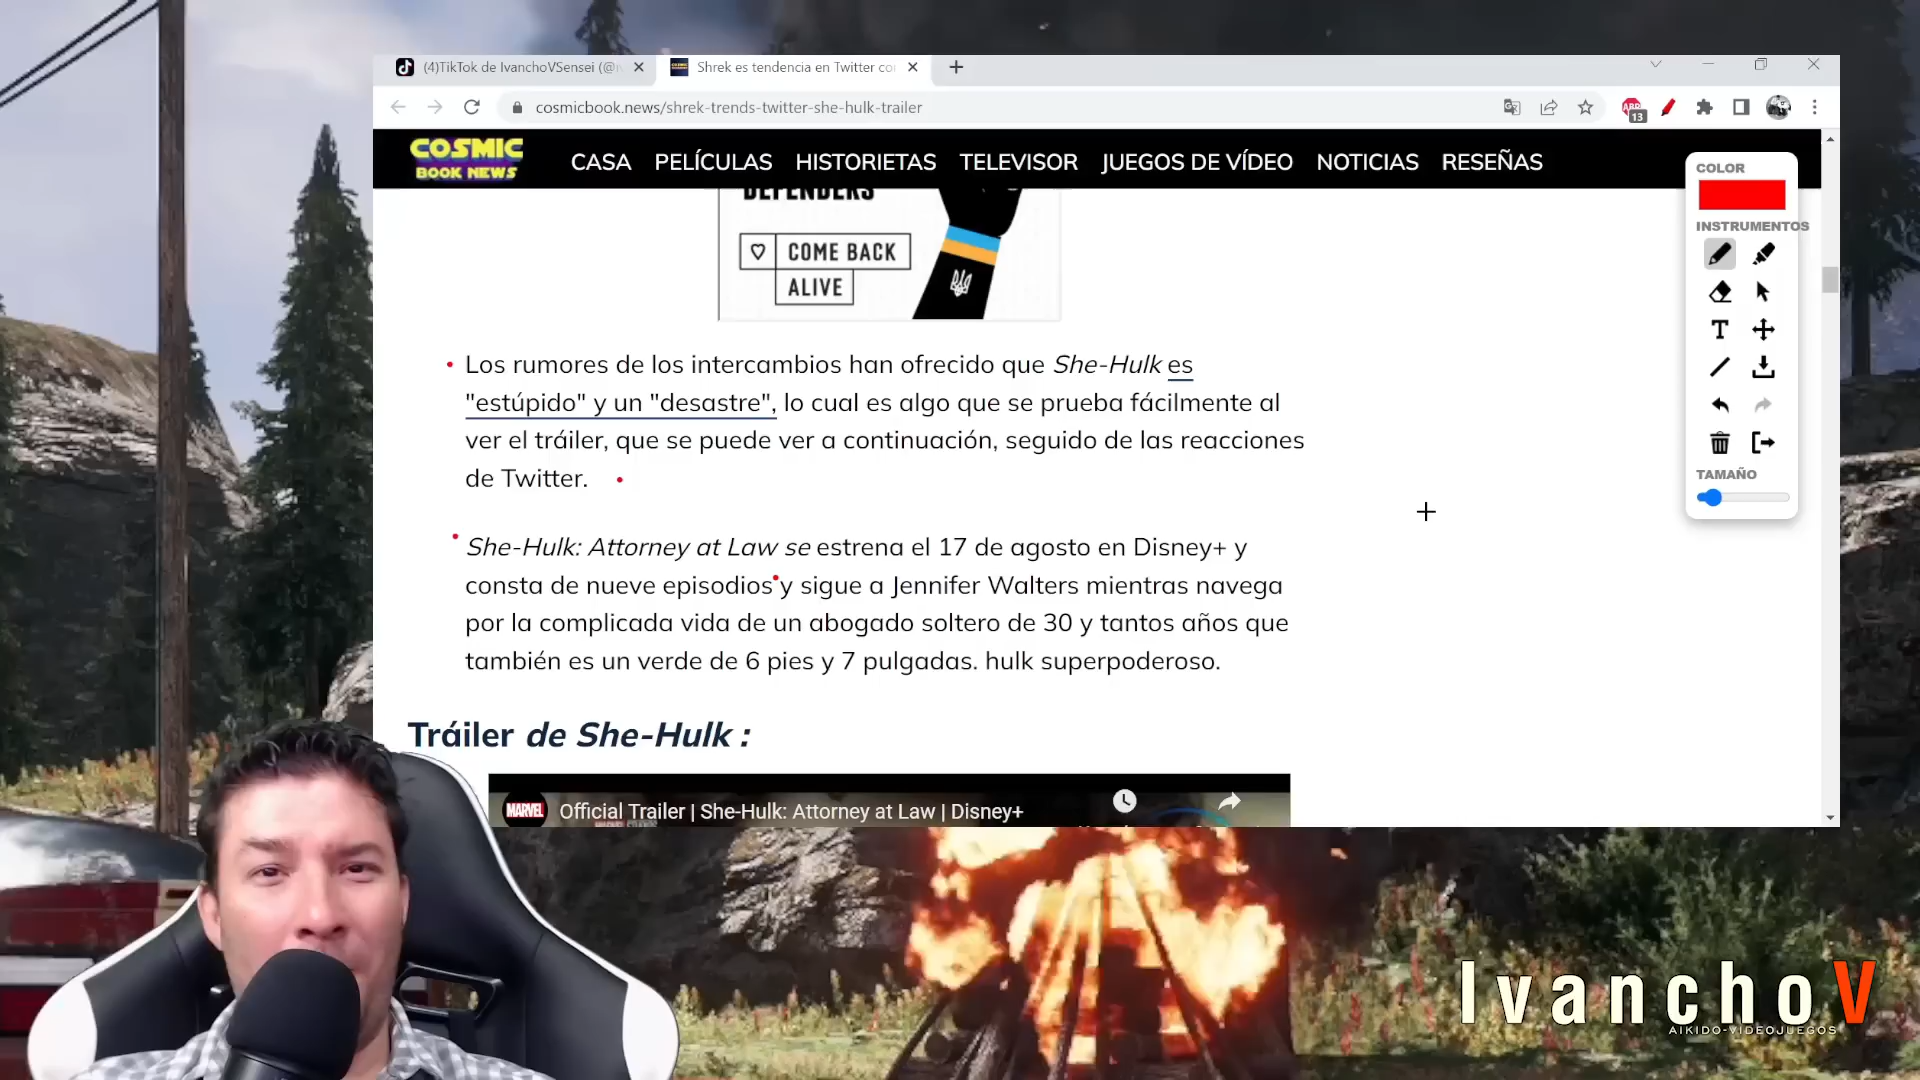 (4)TikTok de IvanchoVSensei (@
Shrek es tendencia en Twitter co
cosmicbook.news/shrek-trends-twitter-she-hulk-trailer
ABP
13
COSMIC
BOOK NEWS
CASA
PELÍCULAS
HISTORIETAS
TELEVISOR
JUEGOS DE VÍDEO
NOTICIAS
RESEÑAS
COLOR
INSTRUMENTOS
T
TAMAÑO
DEFENDERS
COME BACK
ALIVE
Los rumores de los intercambios han ofrecido que She-Hulk es
"estúpido" y un "desastre", lo cual es algo que se prueba fácilmente al
ver el tráiler, que se puede ver a continuación, seguido de las reacciones
de Twitter.
She-Hulk: Attorney at Law se estrena el 17 de agosto en Disney+ y
consta de nueve episodios y sigue a Jennifer Walters mientras navega
por la complicada vida de un abogado soltero de 30 y tantos años que
también es un verde de 6 pies y 7 pulgadas. hulk superpoderoso.
Tráiler de She-Hulk :
MARVEL
Official Trailer | She-Hulk: Attorney at Law | Disney+
IvanchoV
AIKIDO-VIDEOJUEGOS